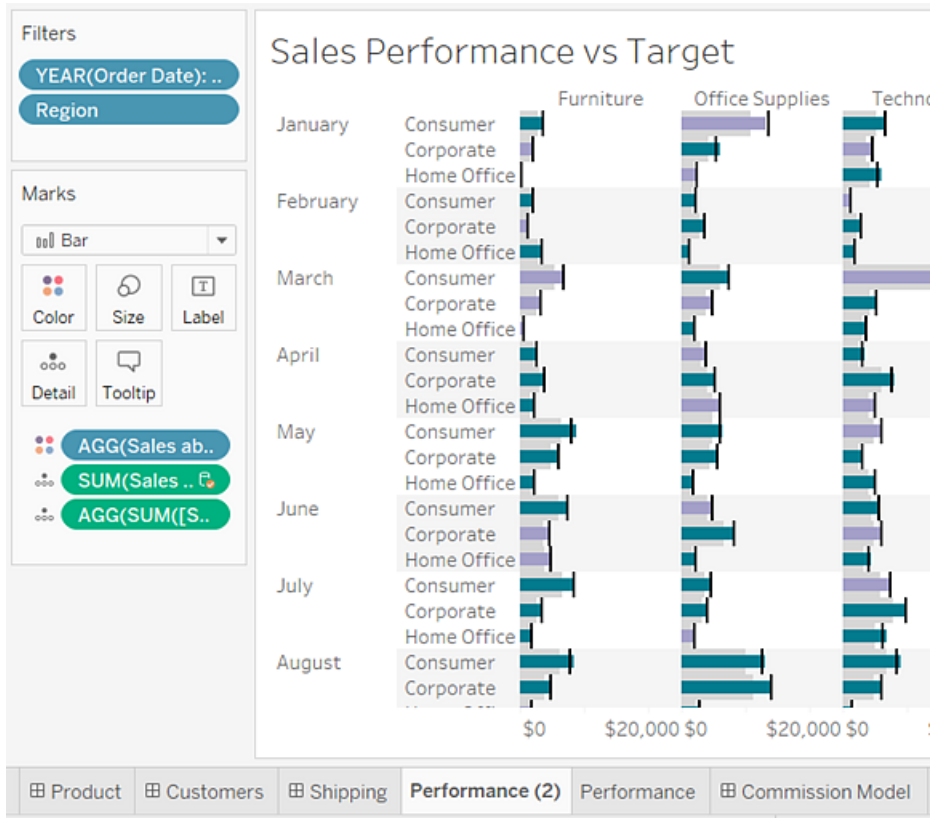 Filters
YEAR(Order Date): ..
Region
Marks
Bar
Color Size Label
Detail Tooltip
AGG(Sales ab..
SUM(Sales ..
AGG(SUM([S..
Sales Performance vs Target
Furniture Office Supplies Techno
January Consumer
Corporate
Home Office
February Consumer
Corporate
Home Office
March Consumer
Corporate
Home Office
April Consumer
Corporate
Home Office
May Consumer
Corporate
Home Office
June Consumer
Corporate
Home Office
July Consumer
Corporate
Home Office
August Consumer
Corporate
$0 $20,000 $0 $20,000 $0
Product Customers Shipping Performance (2) Performance Commission Model